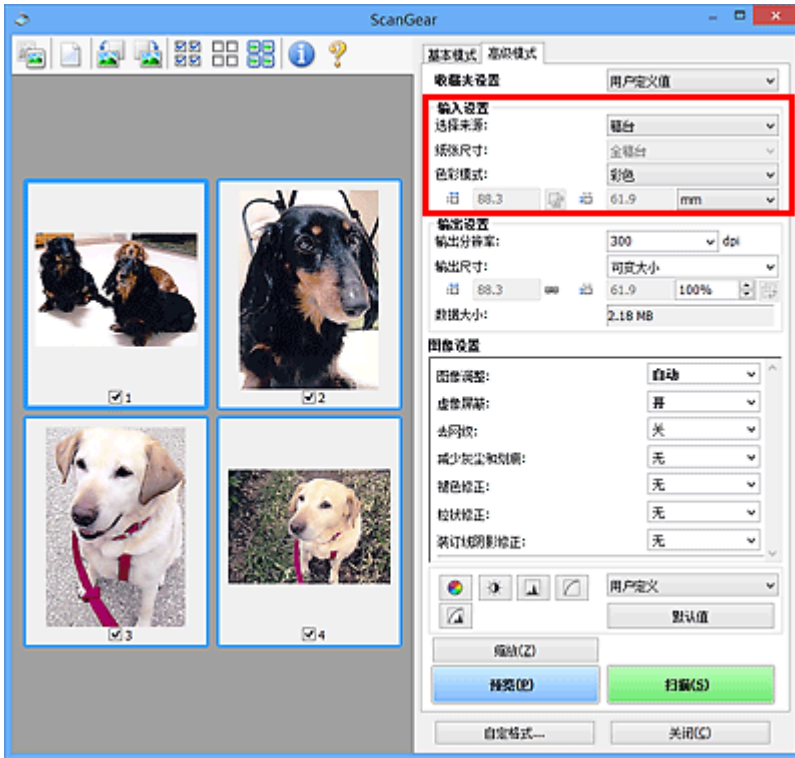 ScanGear
基本模式 高级模式
收藏夹设置 用户定义值
输入设置
选择来源: 稿台
纸张尺寸: 全稿台
色彩模式: 彩色
88.3 61.9 mm
输出设置
输出分辨率: 300 dpi
输出尺寸: 可变大小
88.3 61.9 100%
数据大小: 2.18 MB
图像设置
图像调整: 自动
虚像屏蔽: 开
去网纹: 关
减少灰尘和划痕: 无
褪色修正: 无
粒状修正: 无
装订线阴影修正: 无
用户定义
默认值
缩放(Z)
预览(P) 扫描(S)
自定格式... 关闭(C)
1 2
3 4